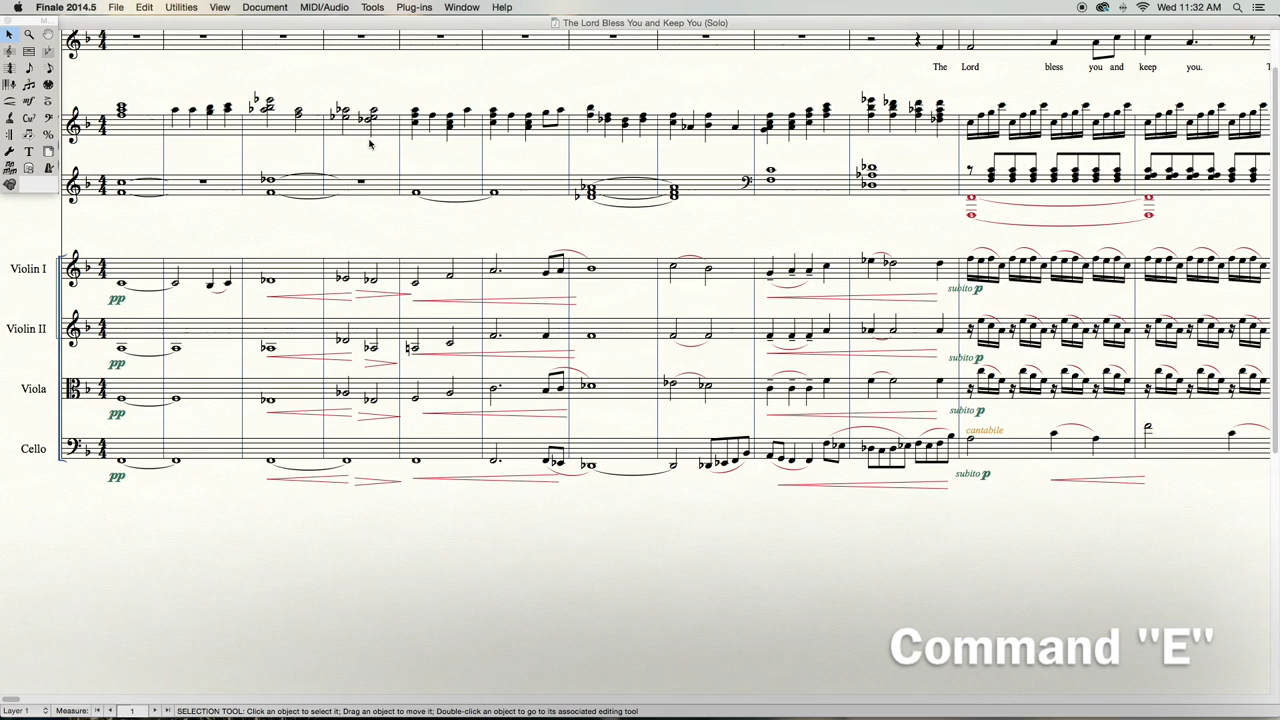 Finale 2014.5 File Edit Utilities View Document MIDI/Audio Tools Plug-ins Window Help Wed 11:32 AM
The Lord Bless You and Keep You (Solo)
The Lord bless you and keep you.
Violin I
pp
subito p
Violin II
pp
subito p
Viola
pp
subito p
cantabile
Cello
pp
subito p
Command "E"
Layer 1 Measure: 1 SELECTION TOOL: Click an object to select it; Drag an object to move it; Double-click an object to go to its associated editing tool